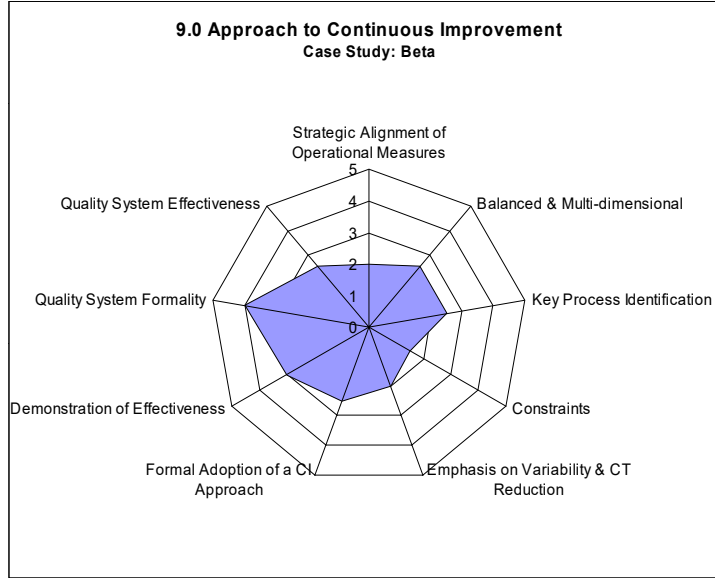 9.0 Approach to Continuous Improvement
Case Study: Beta
Strategic Alignment of
Operational Measures
5
Quality System Effectiveness
Balanced & Multi-dimensional
4
3
2
Quality System Formality
Key Process Identification
1
0
Demonstration of Effectiveness
Constraints
Formal Adoption of a CI
Approach
Emphasis on Variability & CT
Reduction